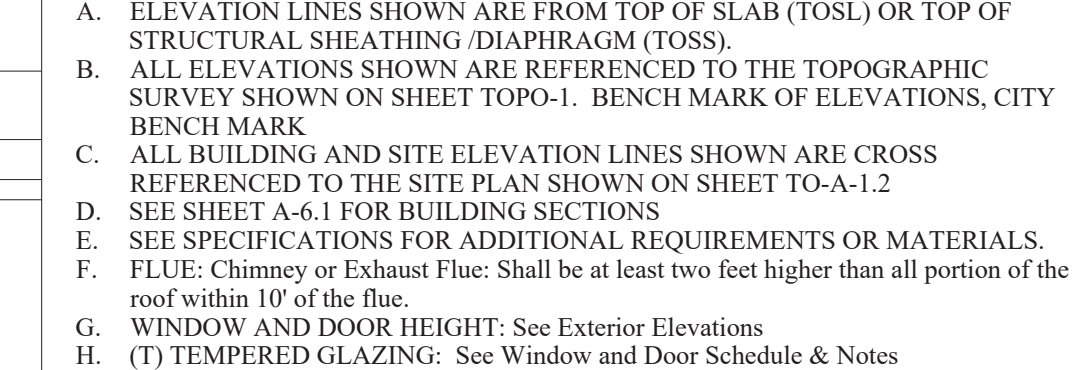 A. ELEVATION LINES SHOWN ARE FROM TOP OF SLAB (TOSL) OR TOP OF
STRUCTURAL SHEATHING /DIAPHRAGM (TOSS).
B. ALL ELEVATIONS SHOWN ARE REFERENCED TO THE TOPOGRAPHIC
SURVEY SHOWN ON SHEET TOPO-1. BENCH MARK OF ELEVATIONS, CITY
BENCH MARK
C. ALL BUILDING AND SITE ELEVATION LINES SHOWN ARE CROSS
REFERENCED TO THE SITE PLAN SHOWN ON SHEET TO-A-1.2
D. SEE SHEET A-6.1 FOR BUILDING SECTIONS
E. SEE SPECIFICATIONS FOR ADDITIONAL REQUIREMENTS OR MATERIALS.
F. FLUE: Chimney or Exhaust Flue: Shall be at least two feet higher than all portion of the
roof within 10' of the flue.
G. WINDOW AND DOOR HEIGHT: See Exterior Elevations
H. (T) TEMPERED GLAZING: See Window and Door Schedule & Notes